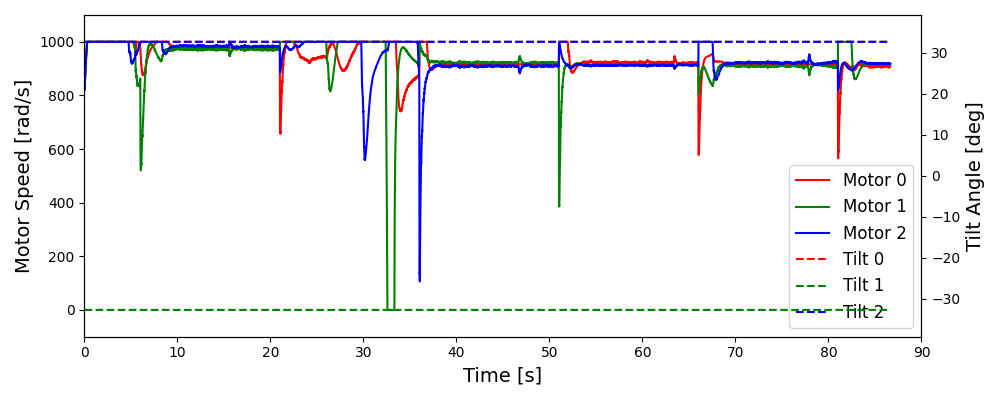 Motor Speed [rad/s]
1000
800
600
400
200
0
0 10 20 30 40 50 60 70 80 90
Time [s]
30
20
10
0
−10
−20
−30
Tilt Angle [deg]
Motor 0
Motor 1
Motor 2
Tilt 0
Tilt 1
Tilt 2